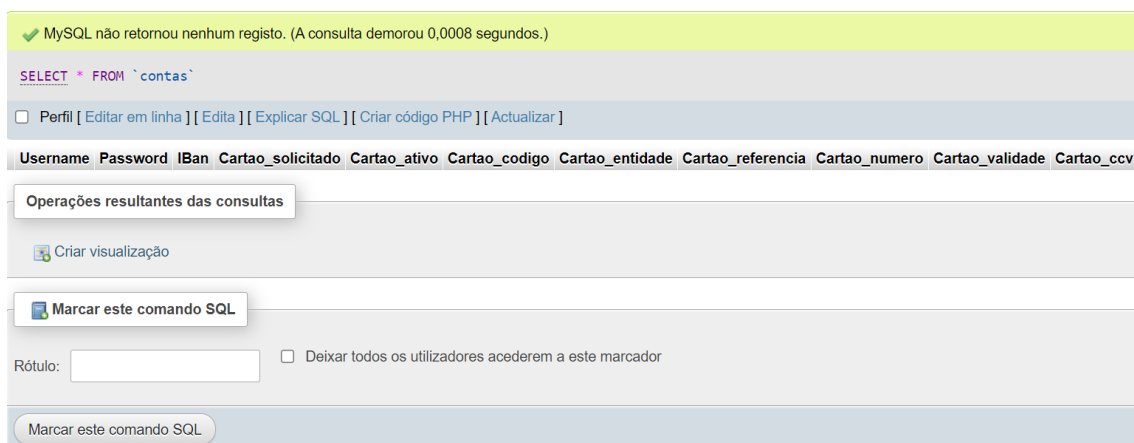 MySQL não retornou nenhum registo. (A consulta demorou 0,0008 segundos.)
SELECT * FROM `contas`
Perfil [ Editar em linha ] [ Edita ] [ Explicar SQL ] [ Criar código PHP ] [ Actualizar ]
Username Password IBan Cartao_solicitado Cartao_ativo Cartao_codigo Cartao_entidade Cartao_referencia Cartao_numero Cartao_validade Cartao_ccv
Operações resultantes das consultas
Criar visualização
Marcar este comando SQL
Rótulo: Deixar todos os utilizadores acederem a este marcador
Marcar este comando SQL